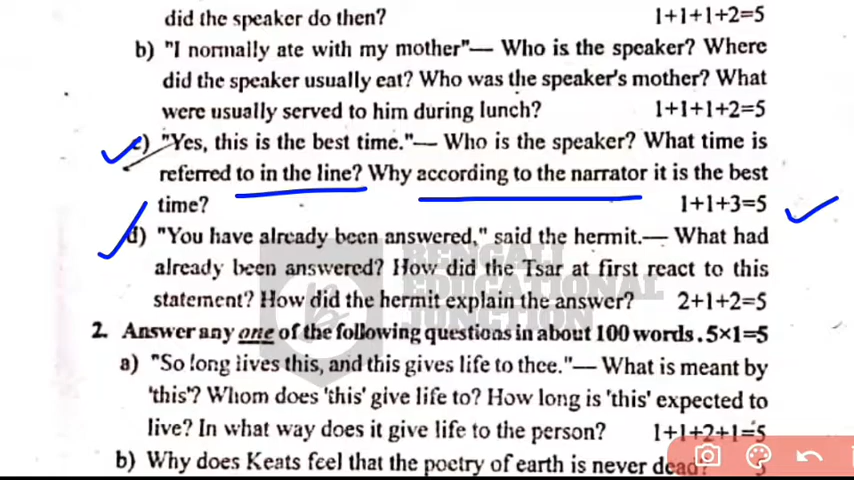 did the speaker do then? 1+1+1+2=5
b) "I normally ate with my mother"— Who is the speaker? Where
did the speaker usually eat? Who was the speaker's mother? What
were usually served to him during lunch? 1+1+1+2=5
c) "Yes, this is the best time."— Who is the speaker? What time is
referred to in the line? Why according to the narrator it is the best
time? 1+1+3=5
d) "You have already been answered," said the hermit.— What had
already been answered? How did the Tsar at first react to this
statement? How did the hermit explain the answer? 2+1+2=5
BENGALI
EDUCATIONAL
JUNCTION
2. Answer any one of the following questions in about 100 words. 5×1=5
a) "So long lives this, and this gives life to thee."— What is meant by
'this'? Whom does 'this' give life to? How long is 'this' expected to
live? In what way does it give life to the person? 1+1+2+1=5
b) Why does Keats feel that the poetry of earth is never dead? 5